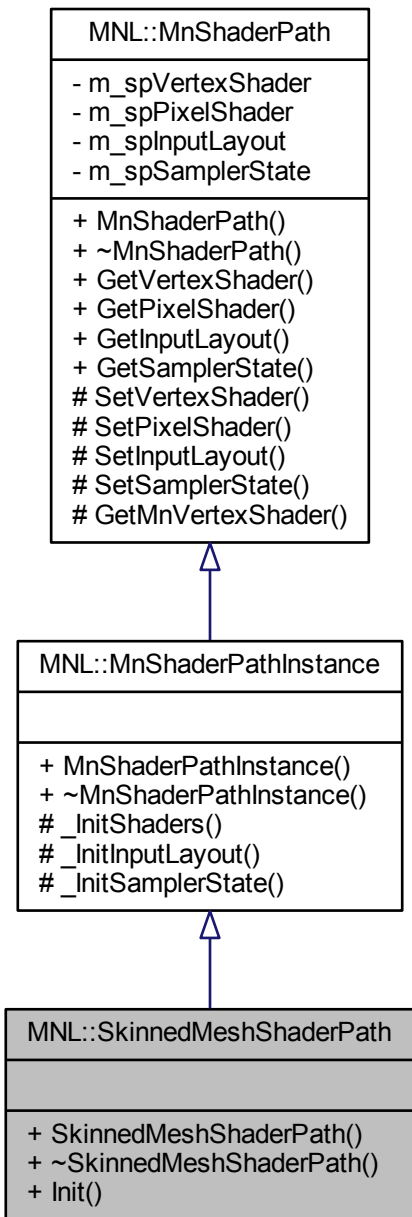 MNL::MnShaderPath
- m_spVertexShader
- m_spPixelShader
- m_spInputLayout
- m_spSamplerState
+ MnShaderPath()
+ ~MnShaderPath()
+ GetVertexShader()
+ GetPixelShader()
+ GetInputLayout()
+ GetSamplerState()
# SetVertexShader()
# SetPixelShader()
# SetInputLayout()
# SetSamplerState()
# GetMnVertexShader()
MNL::MnShaderPathInstance
+ MnShaderPathInstance()
+ ~MnShaderPathInstance()
# _InitShaders()
# _InitInputLayout()
# _InitSamplerState()
MNL::SkinnedMeshShaderPath
+ SkinnedMeshShaderPath()
+ ~SkinnedMeshShaderPath()
+ Init()